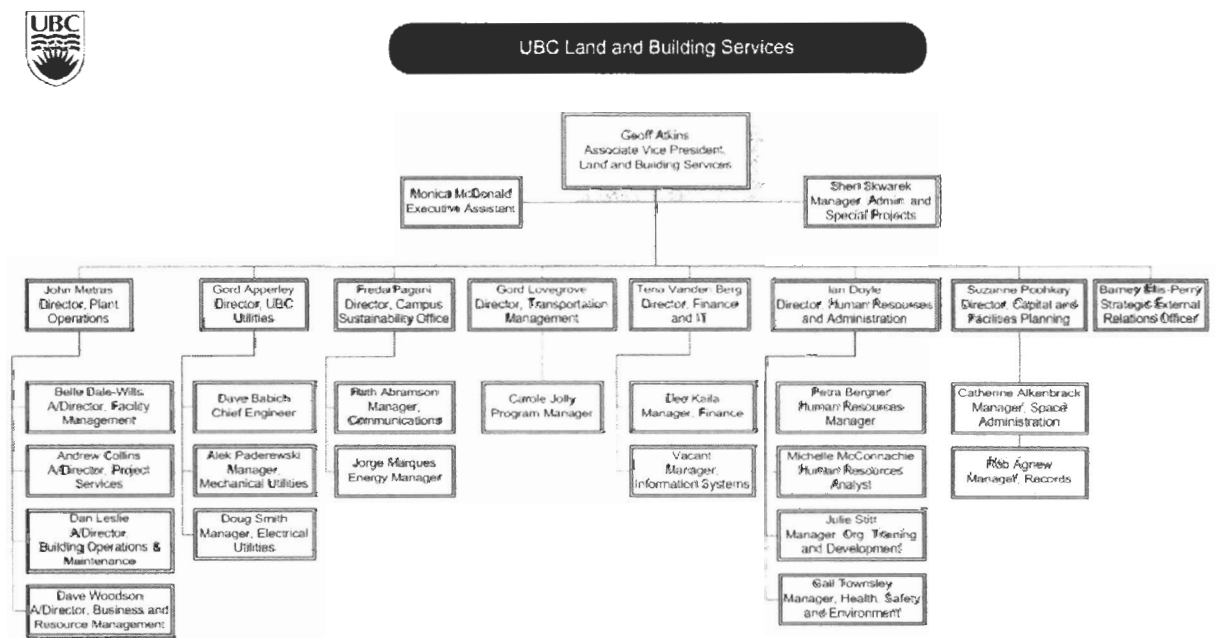 UBC
UBC Land and Building Services
Geoff Atkins
Associate Vice President,
Land and Building Services
Monica McDonald
Executive Assistant
Sheri Skwarek
Manager Admin and
Special Projects
John Metras
Director, Plant
Operations
Gord Apperley
Director, UBC
Utilities
Freda Pagani
Director, Campus
Sustainability Office
Gord Lovegrove
Director, Transportation
Management
Tena Vanden Berg
Director, Finance
and IT
Ian Doyle
Director, Human Resources
and Administration
Suzanne Poohkay
Director, Capital and
Facilities Planning
Barney Ellis-Perry
Strategic External
Relations Officer
Belle Dale-Wills
A/Director, Facility
Management
Andrew Collins
A/Director, Project
Services
Dan Leslie
A/Director,
Building Operations &
Maintenance
Dave Woodson
A/Director, Business and
Resource Management
Dave Babich
Chief Engineer
Alek Paderewski
Manager,
Mechanical Utilities
Doug Smith
Manager, Electrical
Utilities
Ruth Abramson
Manager,
Communications
Jorge Marques
Energy Manager
Carole Jolly
Program Manager
Dee Kaila
Manager, Finance
Vacant
Manager,
Information Systems
Petra Bergner
Human Resources
Manager
Michelle McConnachie
Human Resources
Analyst
Julie Stitt
Manager Org Training
and Development
Gail Townsley
Manager, Health, Safety
and Environment
Catherine Alkenbrack
Manager, Space
Administration
Rob Agnew
Manager, Records